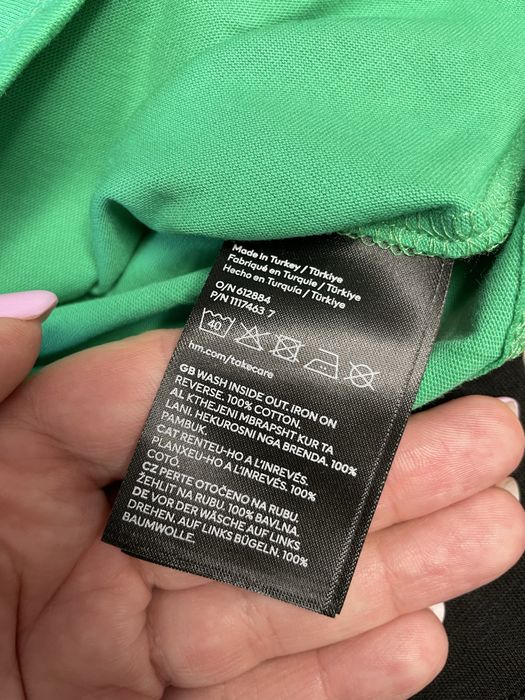 Made in Turkey / Türkiye
Fabriqué en Turquie / Türkiye
Hecho en Turquía / Türkiye
O/N 612884
P/N 1117463 7
40
hm.com/takecare
GB WASH INSIDE OUT. IRON ON
REVERSE. 100% COTTON.
AL KTHEJENI MBRAPSHT KUR TA
LANI, HEKUROSNI NGA BRENDA. 100%
PAMBUK.
CAT RENTEU-HO A L'INREVÉS.
PLANXEU-HO A L'INREVÉS. 100%
COTÓ.
CZ PERTE OTOČENO NA RUBU.
ŽEHLIT NA RUBU. 100% BAVLNA.
DE VOR DER WÄSCHE AUF LINKS
DREHEN. AUF LINKS BÜGELN. 100%
BAUMWOLLE.